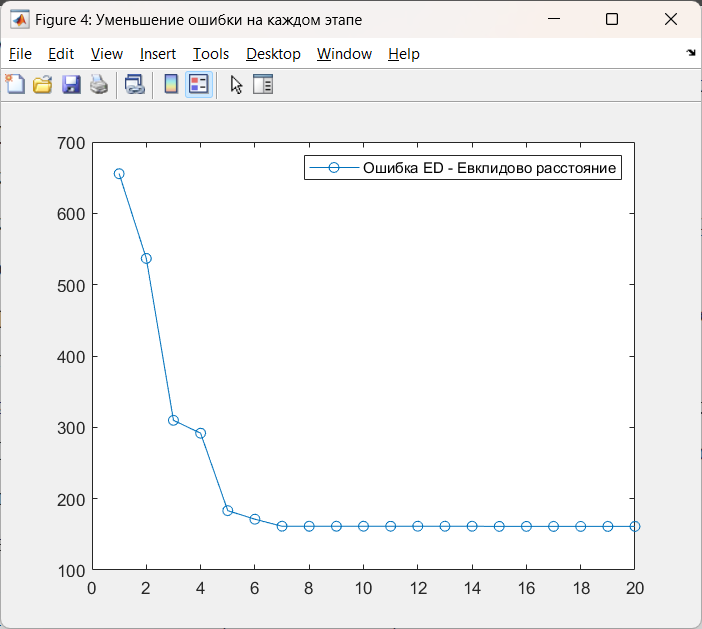 Figure 4: Уменьшение ошибки на каждом этапе
File Edit View Insert Tools Desktop Window Help
700
Ошибка ED - Евклидово расстояние
600
500
400
300
200
100
0 2 4 6 8 10 12 14 16 18 20